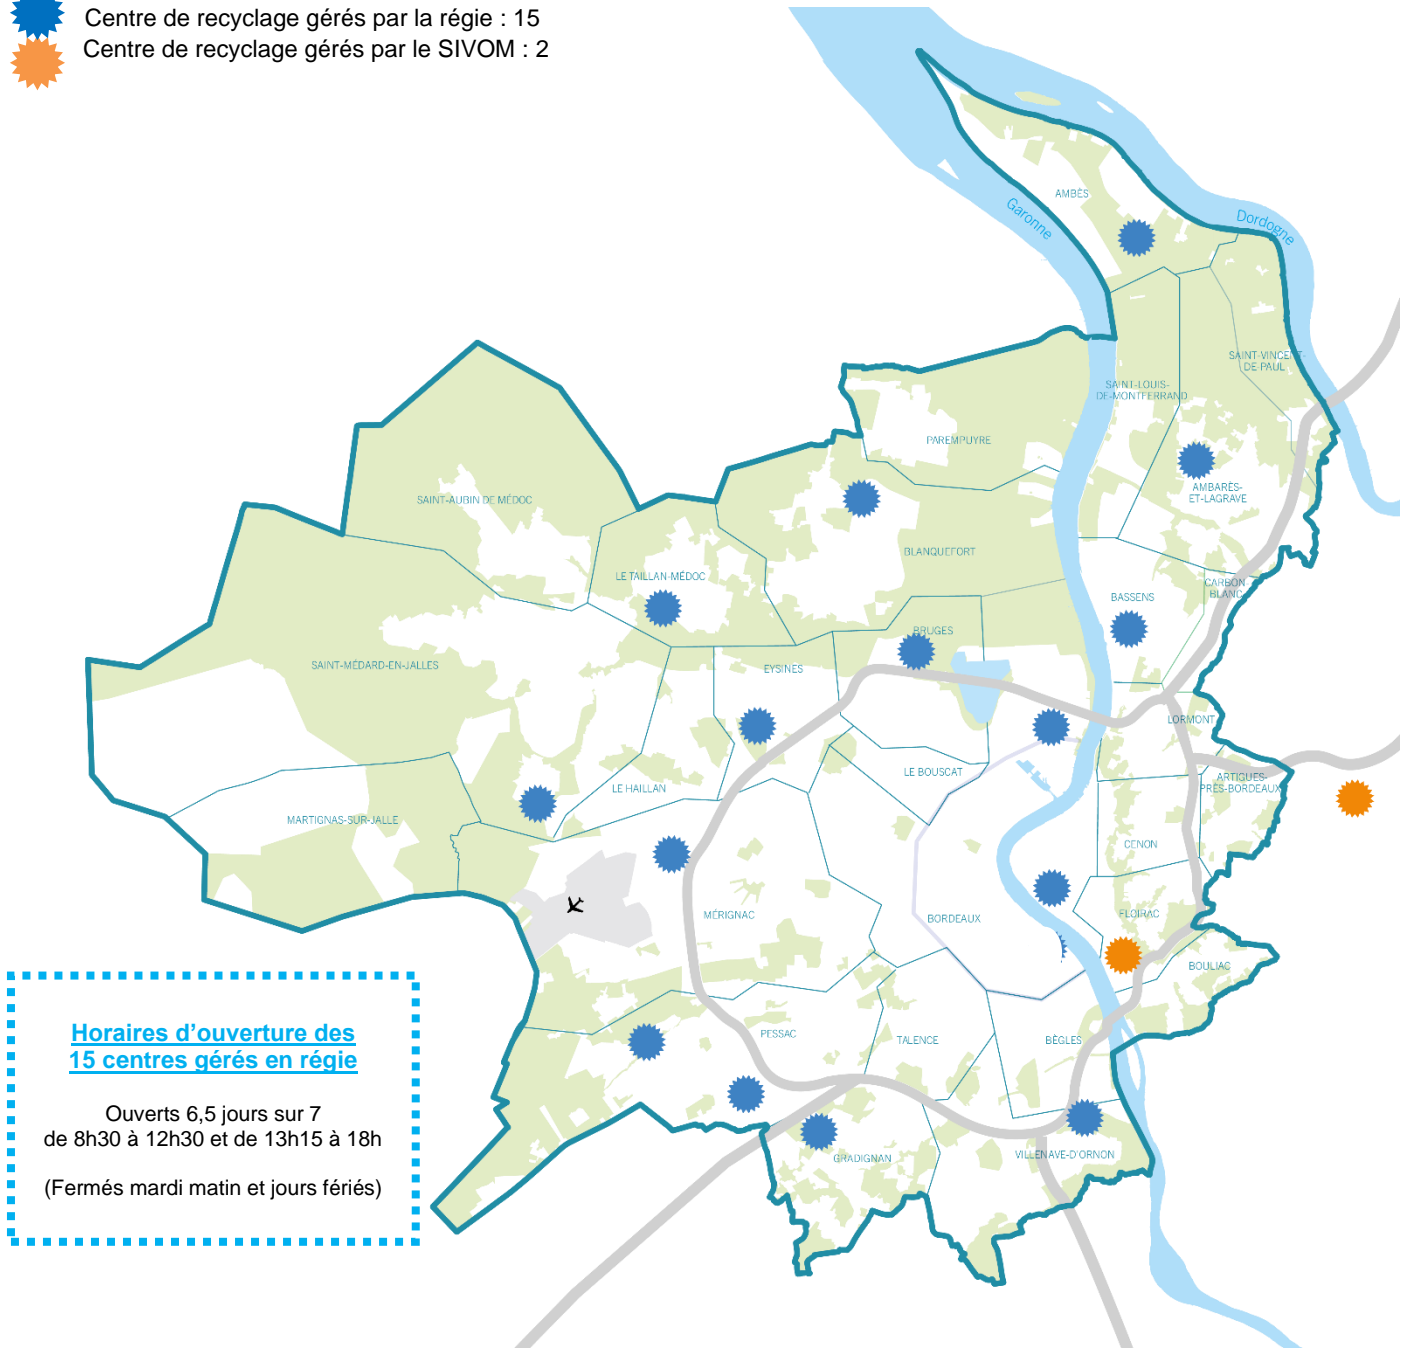 Centre de recyclage gérés par la régie : 15
Centre de recyclage gérés par le SIVOM : 2
AMBÈS
Garonne
Dordogne
SAINT-VINCENT-
DE-PAUL
SAINT-LOUIS-
DE-MONTFERRAND
PAREMPUYRE
AMBARÈS-
ET-LAGRAVE
SAINT-AUBIN DE MÉDOC
BLANQUEFORT
LE TAILLAN-MÉDOC
CARBON-
BLANC
BASSENS
BRUGES
SAINT-MÉDARD-EN-JALLES
EYSINES
LORMONT
LE BOUSCAT
ARTIGUES-
PRÈS-BORDEAUX
LE HAILLAN
MARTIGNAS-SUR-JALLE
CENON
MÉRIGNAC
BORDEAUX
FLOIRAC
BOULIAC
PESSAC
TALENCE
BÈGLES
GRADIGNAN
VILLENAVE-D'ORNON
Horaires d'ouverture des
15 centres gérés en régie
Ouverts 6,5 jours sur 7
de 8h30 à 12h30 et de 13h15 à 18h
(Fermés mardi matin et jours fériés)